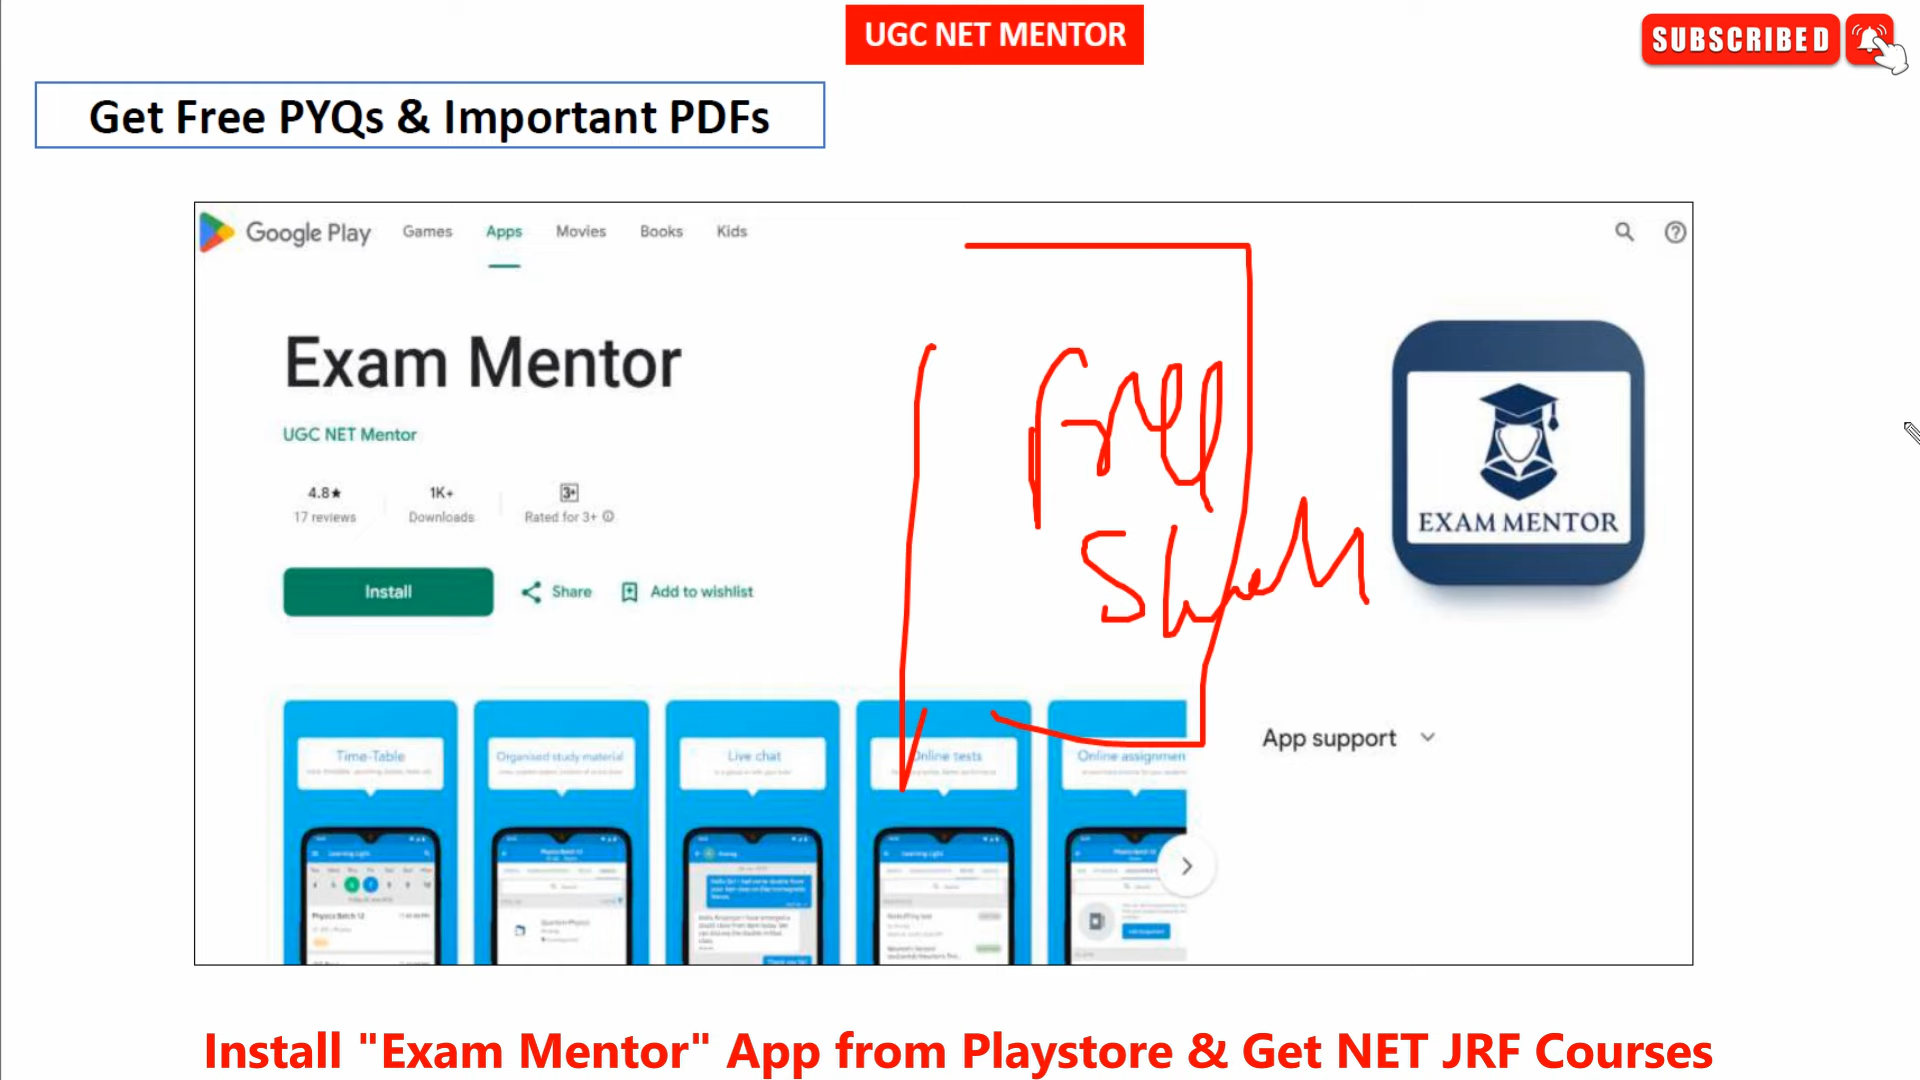 UGC NET MENTOR
SUBSCRIBED
Get Free PYQs & Important PDFs
Google Play Games Apps Movies Books Kids
Exam Mentor
UGC NET Mentor
4.8★ 1K+ 3+
17 reviews Downloads Rated for 3+
Install Share Add to wishlist
Free
EXAM MENTOR
App support
Time-Table Organised study material Live chat Online tests Online assignmen
Physics Batch 12
Install "Exam Mentor" App from Playstore & Get NET JRF Courses